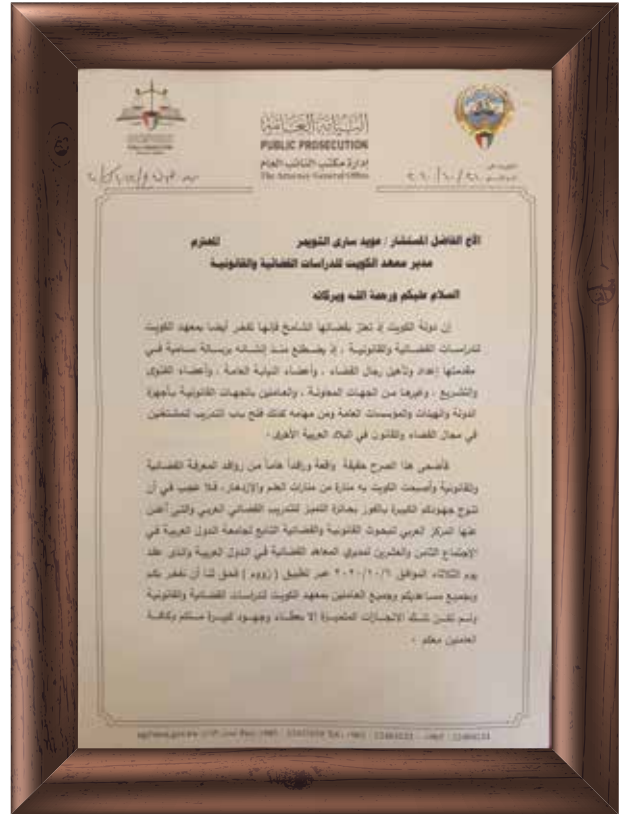 النيابة العامة
PUBLIC PROSECUTION
إدارة مكتب النائب العام
The Attorney General Office
الأخ الفاضل المستشار / مويد ساري الثويمر المحترم
مدير معهد الكويت للدراسات القضائية والقانونية
السلام عليكم ورحمة الله وبركاته
إن دولة الكويت إذ تعتز بقضائها الشامخ فإنها تفخر أيضا بمعهد الكويت
للدراسات القضائية والقانونية ، إذ يضطلع منذ إنشائه برسالة سامية في
مقدمتها إعداد وتأهيل رجال القضاء ، وأعضاء النيابة العامة ، وأعضاء الفتوى
والتشريع ، وغيرها من الجهات المعاونة ، والعاملين بالجهات القانونية بأجهزة
الدولة والهيئات والمؤسسات العامة ومن مهامه كذلك فتح باب التدريب للمشتغلين
في مجال القضاء والقانون في البلاد العربية الأخرى .
فأضحى هذا الصرح حقيقة واقعة ورافداً هاماً من روافد المعرفة القضائية
والقانونية وأصبحت الكويت به منارة من منارات العلم والإزدهار ، فلا عجب في أن
تتوج جهودكم الكبيرة بالفوز بجائزة التميز للتدريب القضائي العربي والتي أعلن
عنها المركز العربي للبحوث القانونية والقضائية التابع لجامعة الدول العربية في
الإجتماع الثامن والعشرين لمديري المعاهد القضائية في الدول العربية والذي عقد
يوم الثلاثاء الموافق ٢٠٢٠/١٠/٦ عبر تطبيق ( زووم ) فحق لنا أن نفخر بكم
وبجميع مساعديكم وجميع العاملين بمعهد الكويت للدراسات القضائية والقانونية
ولم تكن تلك الانجازات المتميزة إلا بعطاء وجهود كبيرة منكم وكافة
العاملين معكم .